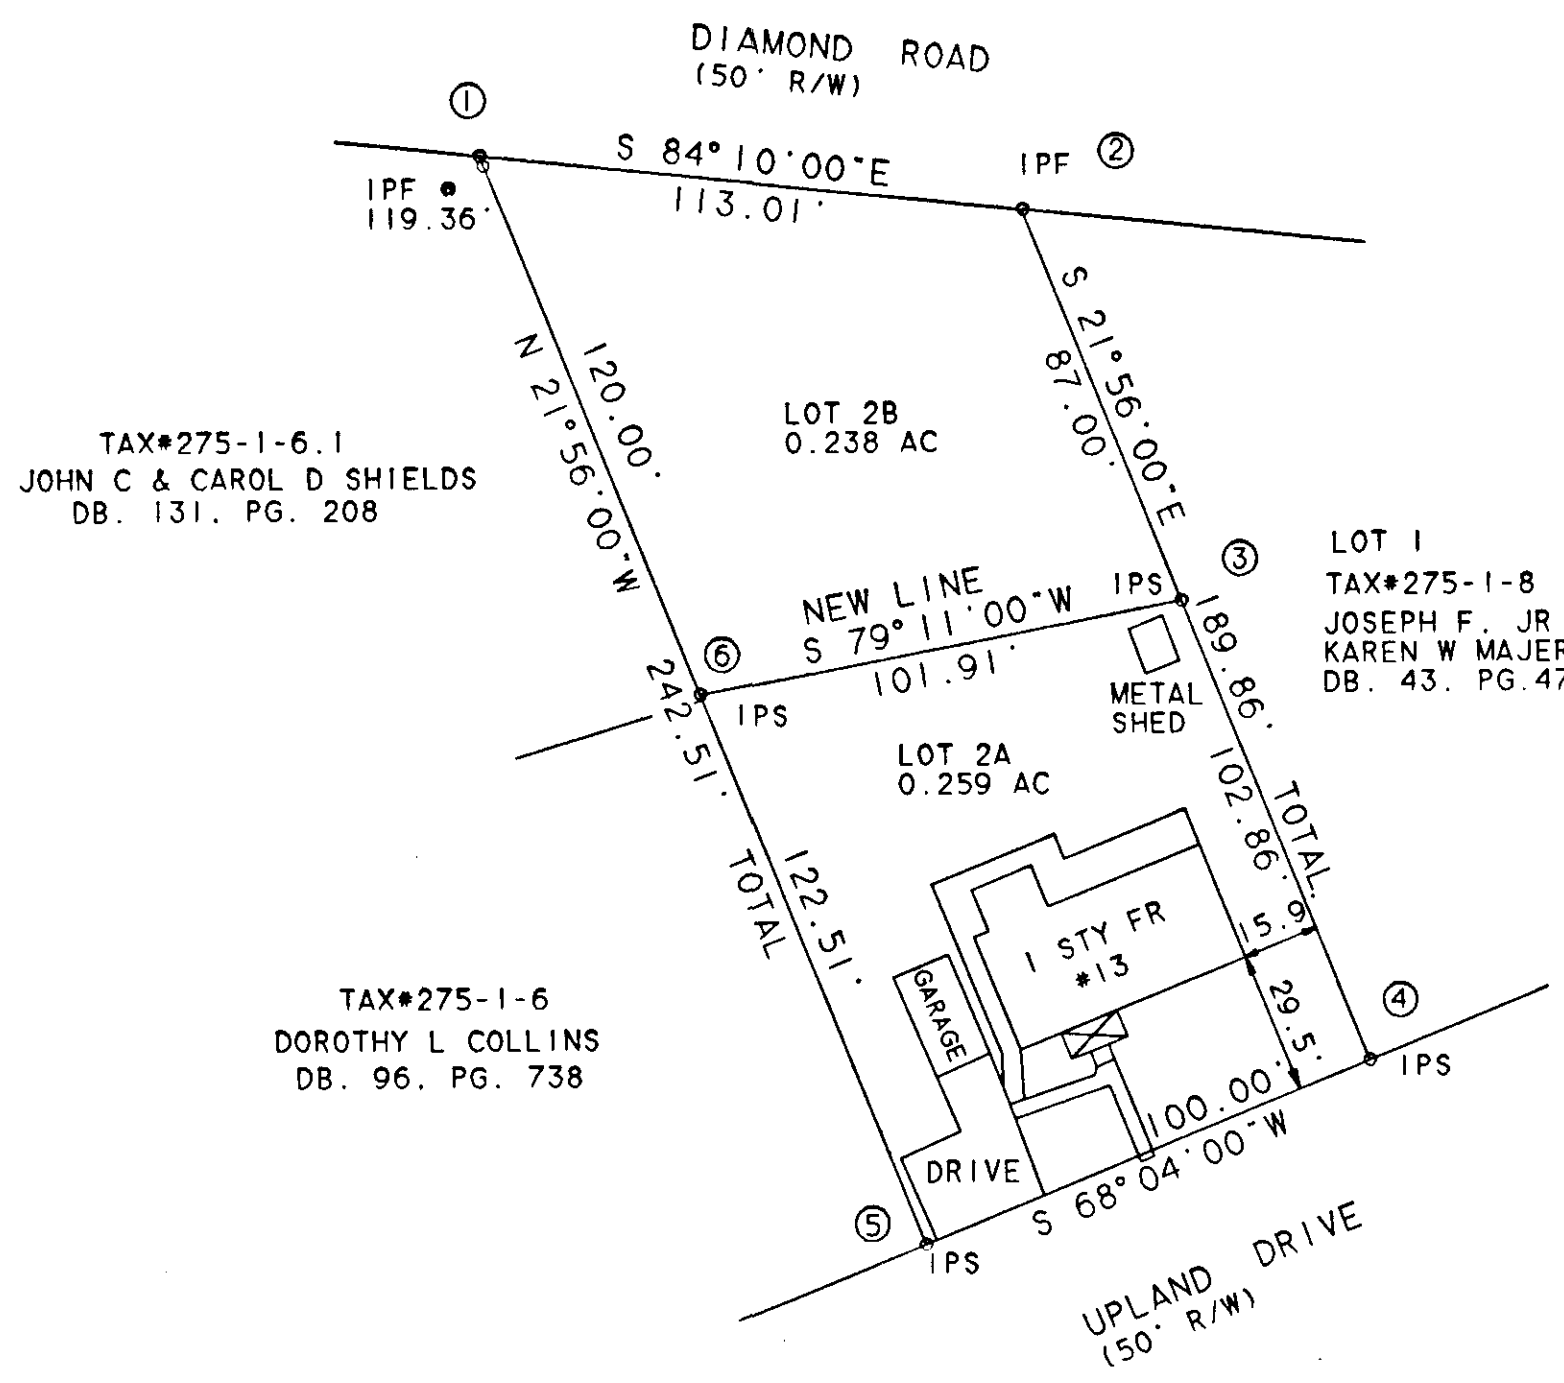 DIAMOND ROAD
(50' R/W)
1
2
S 84°10'00"E
113.01'
IPF
IPF •
119.36'
N 21°56'00"W
120.00'
S 21°56'00"E
87.00'
LOT 2B
0.238 AC
TAX#275-1-6.1
JOHN C & CAROL D SHIELDS
DB. 131, PG. 208
3
LOT 1
TAX#275-1-8
JOSEPH F. JR
KAREN W MAJER
DB. 43. PG.47
NEW LINE
S 79°11'00"W
101.91'
IPS
6
IPS
METAL
SHED
189.86' TOTAL.
102.86'
242.51' TOTAL
122.51'
LOT 2A
0.259 AC
1 STY FR
#13
15.9
29.5'
GARAGE
TAX#275-1-6
DOROTHY L COLLINS
DB. 96, PG. 738
4
IPS
100.00'
S 68°04'00"W
DRIVE
5
IPS
UPLAND DRIVE
(50' R/W)